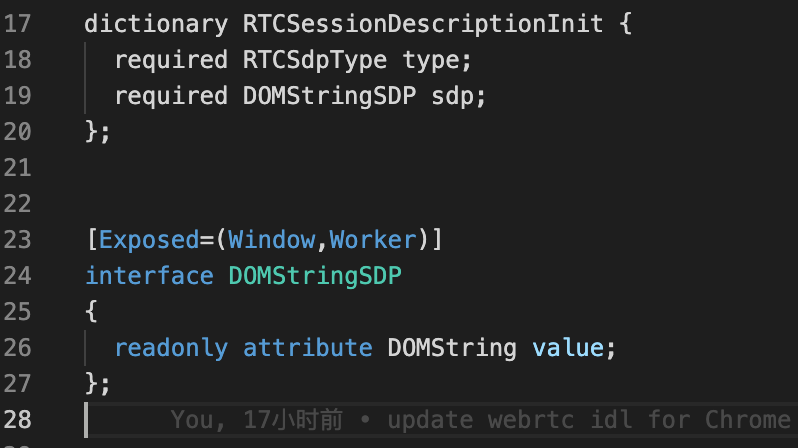 17 dictionary RTCSessionDescriptionInit {
18 required RTCSdpType type;
19 required DOMStringSDP sdp;
20 };
21
22
23 [Exposed=(Window,Worker)]
24 interface DOMStringSDP
25 {
26 readonly attribute DOMString value;
27 };
28 You, 17小时前 • update webrtc idl for Chrome